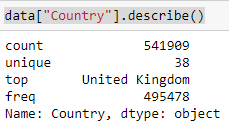 data["Country"].describe()
count 541909
unique 38
top United Kingdom
freq 495478
Name: Country, dtype: object